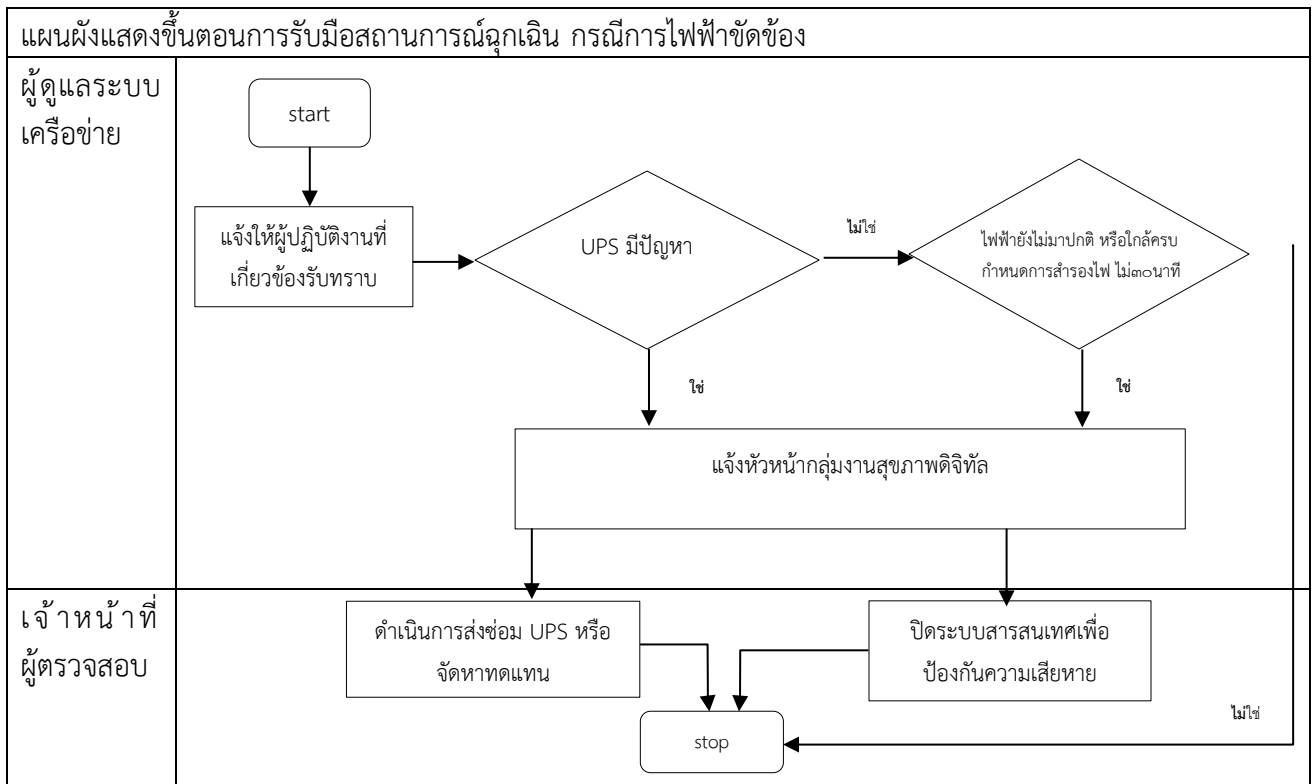 แผนผังแสดงขึ้นตอนการรับมือสถานการณ์ฉุกเฉิน กรณีการไฟฟ้าขัดข้อง
ผู้ดูแลระบบ
เครือข่าย
start
แจ้งให้ผู้ปฏิบัติงานที่
เกี่ยวข้องรับทราบ
UPS มีปัญหา
ไม่ใช่
ไฟฟ้ายังไม่มาปกติ หรือใกล้ครบ
กำหนดการสำรองไฟ ไม่๓๐นาที
ใช่
ใช่
แจ้งหัวหน้ากลุ่มงานสุขภาพดิจิทัล
เจ้าหน้าที่
ผู้ตรวจสอบ
ดำเนินการส่งซ่อม UPS หรือ
จัดหาทดแทน
ปิดระบบสารสนเทศเพื่อ
ป้องกันความเสียหาย
ไม่ใช่
stop